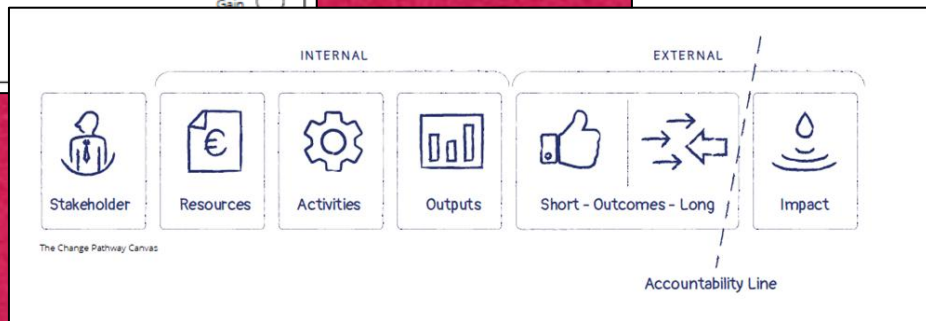 Gain
INTERNAL
EXTERNAL
€
Stakeholder
Resources
Activities
Outputs
Short - Outcomes - Long
Impact
The Change Pathway Canvas
Accountability Line